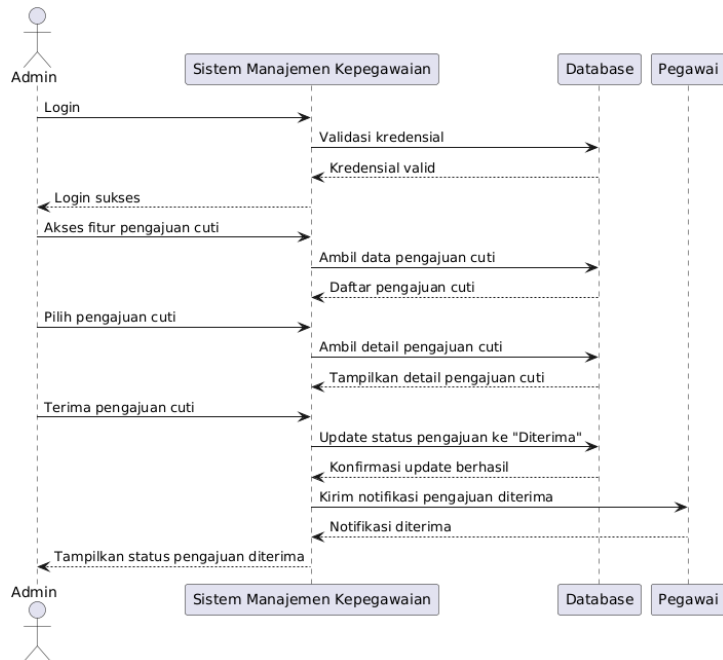 Admin
Sistem Manajemen Kepegawaian
Database
Pegawai
Login
Validasi kredensial
Kredensial valid
Login sukses
Akses fitur pengajuan cuti
Ambil data pengajuan cuti
Daftar pengajuan cuti
Pilih pengajuan cuti
Ambil detail pengajuan cuti
Tampilkan detail pengajuan cuti
Terima pengajuan cuti
Update status pengajuan ke "Diterima"
Konfirmasi update berhasil
Kirim notifikasi pengajuan diterima
Notifikasi diterima
Tampilkan status pengajuan diterima
Admin
Sistem Manajemen Kepegawaian
Database
Pegawai